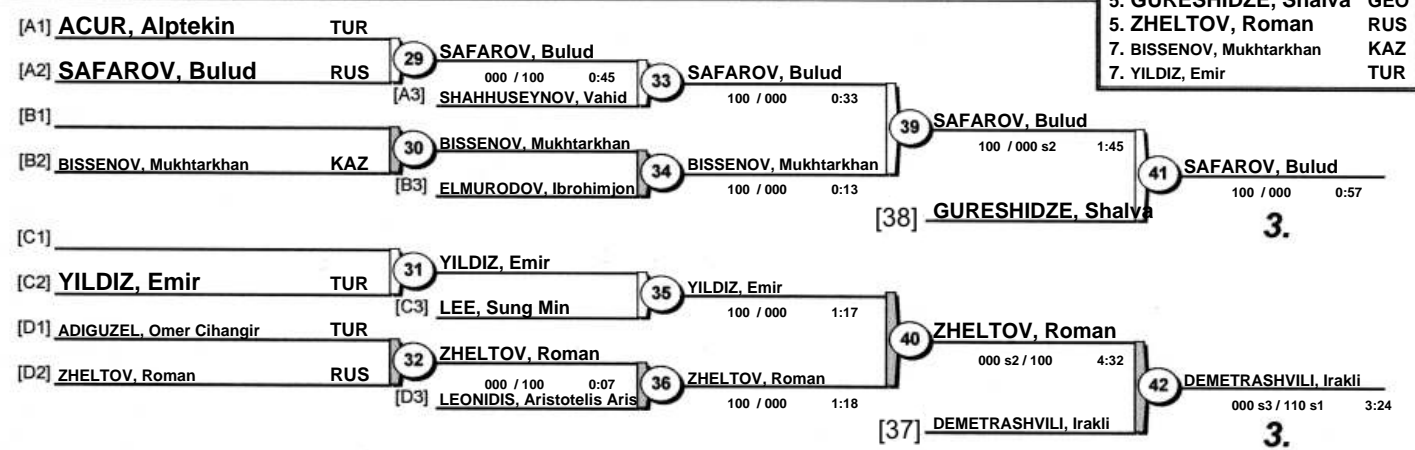 5. GURESHIDZE, Shalva GEO
5. ZHELTOV, Roman RUS
7. BISSENOV, Mukhtarkhan KAZ
7. YILDIZ, Emir TUR
[A1] ACUR, Alptekin TUR
29 SAFAROV, Bulud
[A2] SAFAROV, Bulud RUS
000 / 100 0:45
33 SAFAROV, Bulud
[A3] SHAHHUSEYNOV, Vahid
100 / 000 0:33
[B1]
39 SAFAROV, Bulud
30 BISSENOV, Mukhtarkhan
100 / 000 s2 1:45
[B2] BISSENOV, Mukhtarkhan KAZ
34 BISSENOV, Mukhtarkhan
41 SAFAROV, Bulud
[B3] ELMURODOV, Ibrohimjon
100 / 000 0:13
100 / 000 0:57
[38] GURESHIDZE, Shalva
3.
[C1]
31 YILDIZ, Emir
[C2] YILDIZ, Emir TUR
35 YILDIZ, Emir
[C3] LEE, Sung Min
100 / 000 1:17
[D1] ADIGUZEL, Omer Cihangir TUR
40 ZHELTOV, Roman
32 ZHELTOV, Roman
000 s2 / 100 4:32
[D2] ZHELTOV, Roman RUS
000 / 100 0:07
36 ZHELTOV, Roman
42 DEMETRASHVILI, Irakli
[D3] LEONIDIS, Aristotelis Aris
100 / 000 1:18
000 s3 / 110 s1 3:24
[37] DEMETRASHVILI, Irakli
3.